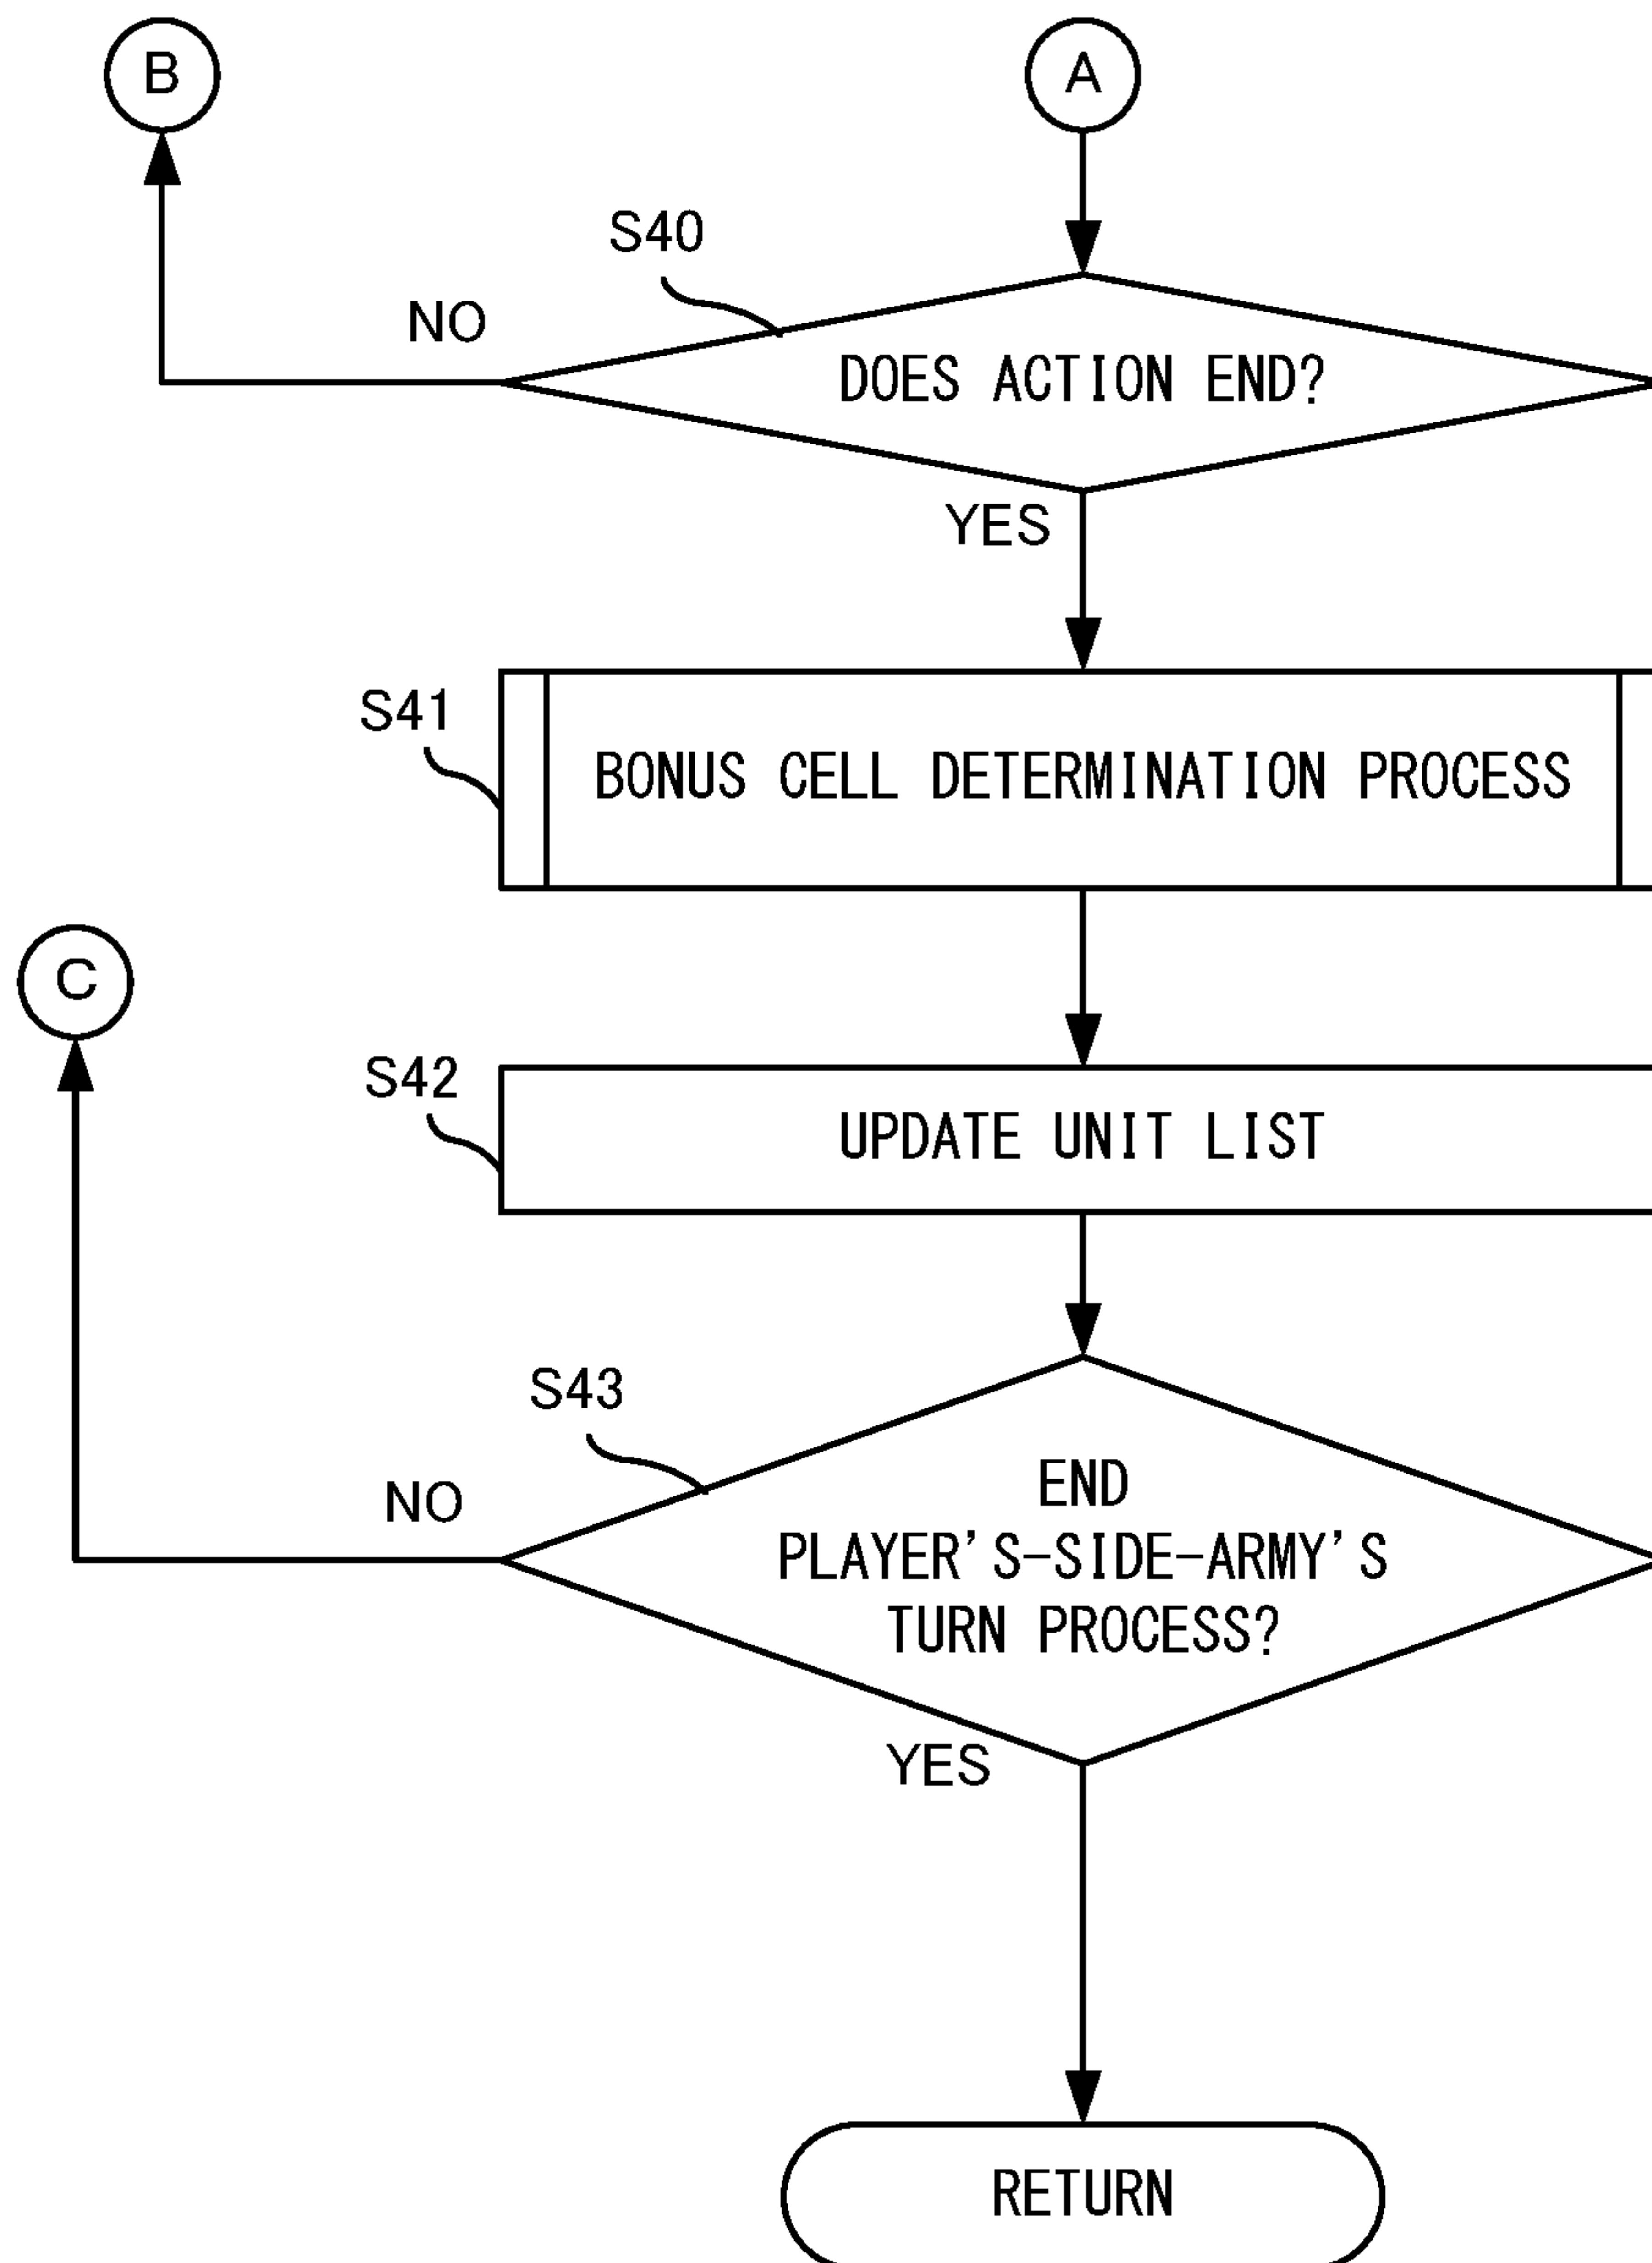 B
A
S40
NO
DOES ACTION END?
YES
S41
BONUS CELL DETERMINATION PROCESS
C
S42
UPDATE UNIT LIST
S43
NO
END
PLAYER'S-SIDE-ARMY'S
TURN PROCESS?
YES
RETURN